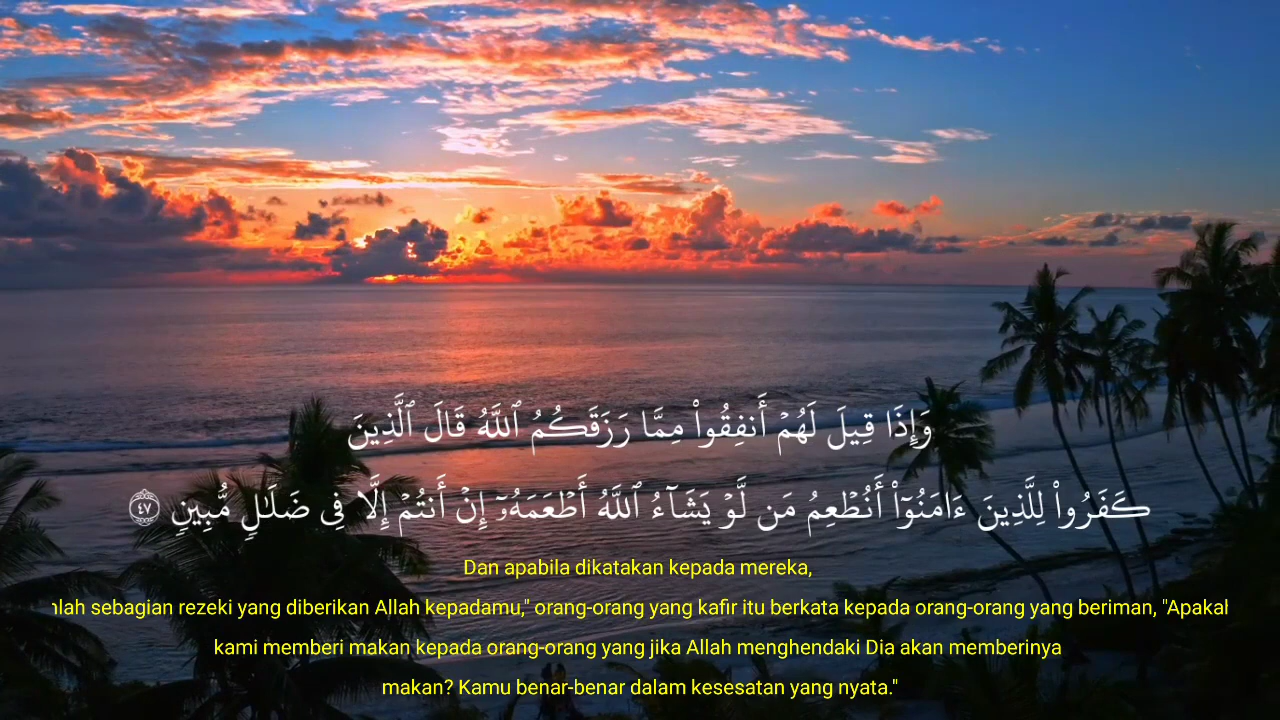 وَإِذَا قِيلَ لَهُمْ أَنفِقُوا۟ مِمَّا رَزَقَكُمُ ٱللَّهُ قَالَ ٱلَّذِينَ
كَفَرُوا۟ لِلَّذِينَ ءَامَنُوٓا۟ أَنُطْعِمُ مَن لَّوْ يَشَآءُ ٱللَّهُ أَطْعَمَهُۥٓ إِنْ أَنتُمْ إِلَّا فِى ضَلَـٰلٍ مُّبِينٍ ٤٧
Dan apabila dikatakan kepada mereka,
sebagian rezeki yang diberikan Allah kepadamu," orang-orang yang kafir itu berkata kepada orang-orang yang beriman,
kami memberi makan kepada orang-orang yang jika Allah menghendaki Dia akan memberinya
makan? Kamu benar-benar dalam kesesatan yang nyata."